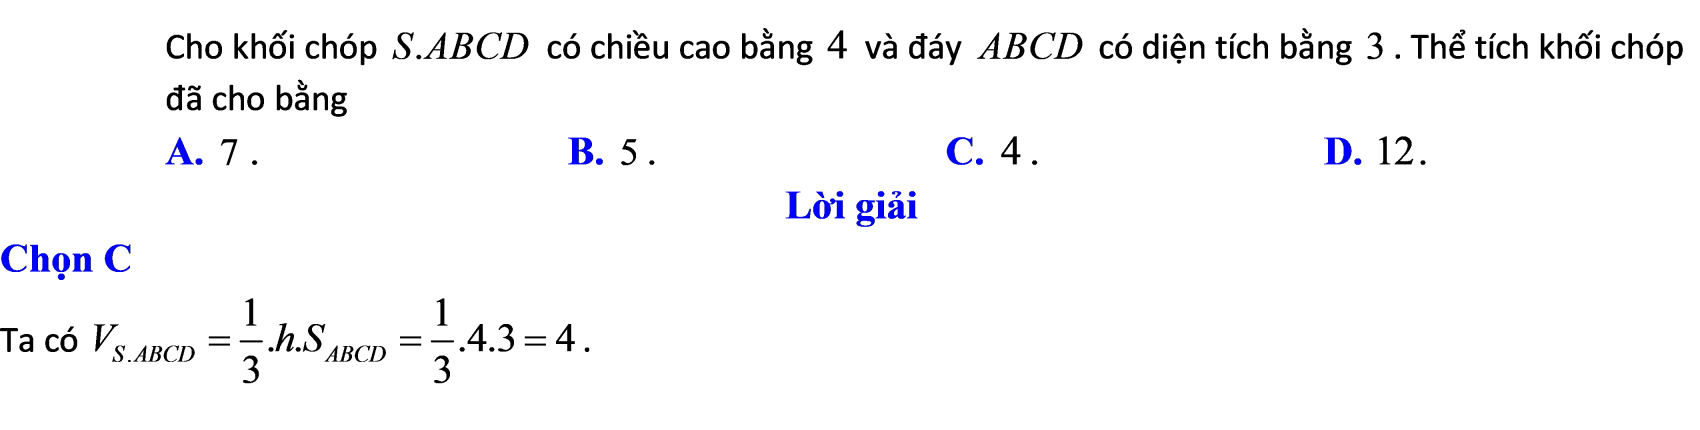 Cho khối chóp S.ABCD có chiều cao bằng 4 và đáy ABCD có diện tích bằng 3 . Thể tích khối chóp
đã cho bằng
A. 7 . B. 5 . C. 4 . D. 12.
Lời giải
Chọn C
Ta có V_{S.ABCD} = \frac{1}{3}.h.S_{ABCD} = \frac{1}{3}.4.3 = 4 .